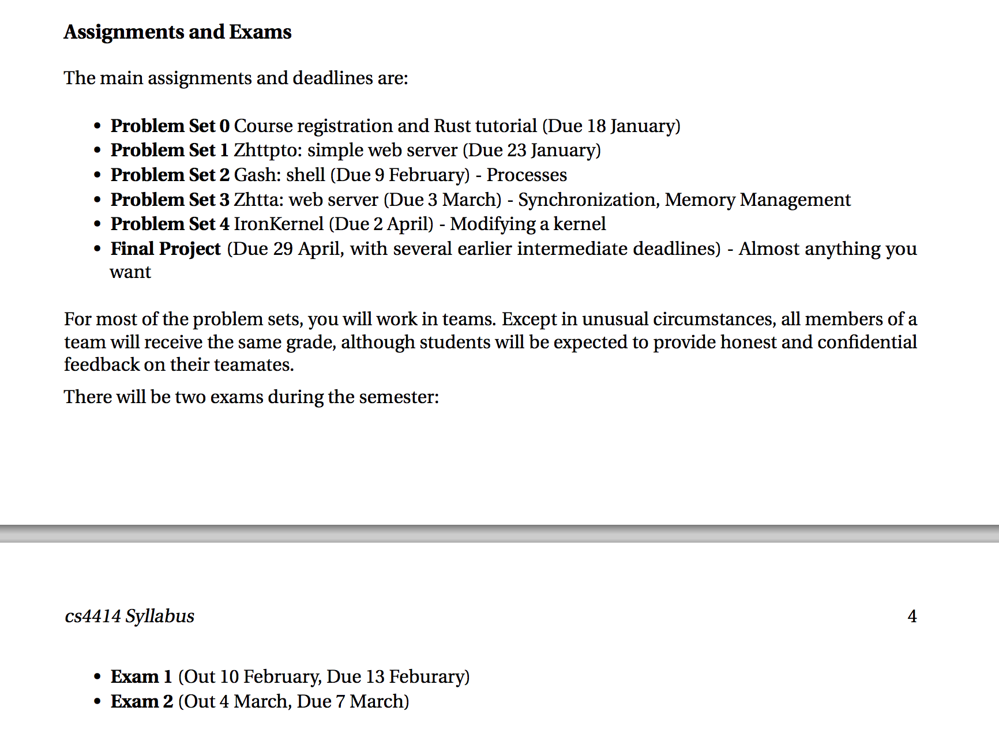 Assignments and Exams
The main assignments and deadlines are:
• Problem Set 0 Course registration and Rust tutorial (Due 18 January)
• Problem Set 1 Zhttpto: simple web server (Due 23 January)
• Problem Set 2 Gash: shell (Due 9 February) - Processes
• Problem Set 3 Zhtta: web server (Due 3 March) - Synchronization, Memory Management
• Problem Set 4 IronKernel (Due 2 April) - Modifying a kernel
• Final Project (Due 29 April, with several earlier intermediate deadlines) - Almost anything you
want
For most of the problem sets, you will work in teams. Except in unusual circumstances, all members of a
team will receive the same grade, although students will be expected to provide honest and confidential
feedback on their teamates.
There will be two exams during the semester:
cs4414 Syllabus 4
• Exam 1 (Out 10 February, Due 13 Feburary)
• Exam 2 (Out 4 March, Due 7 March)